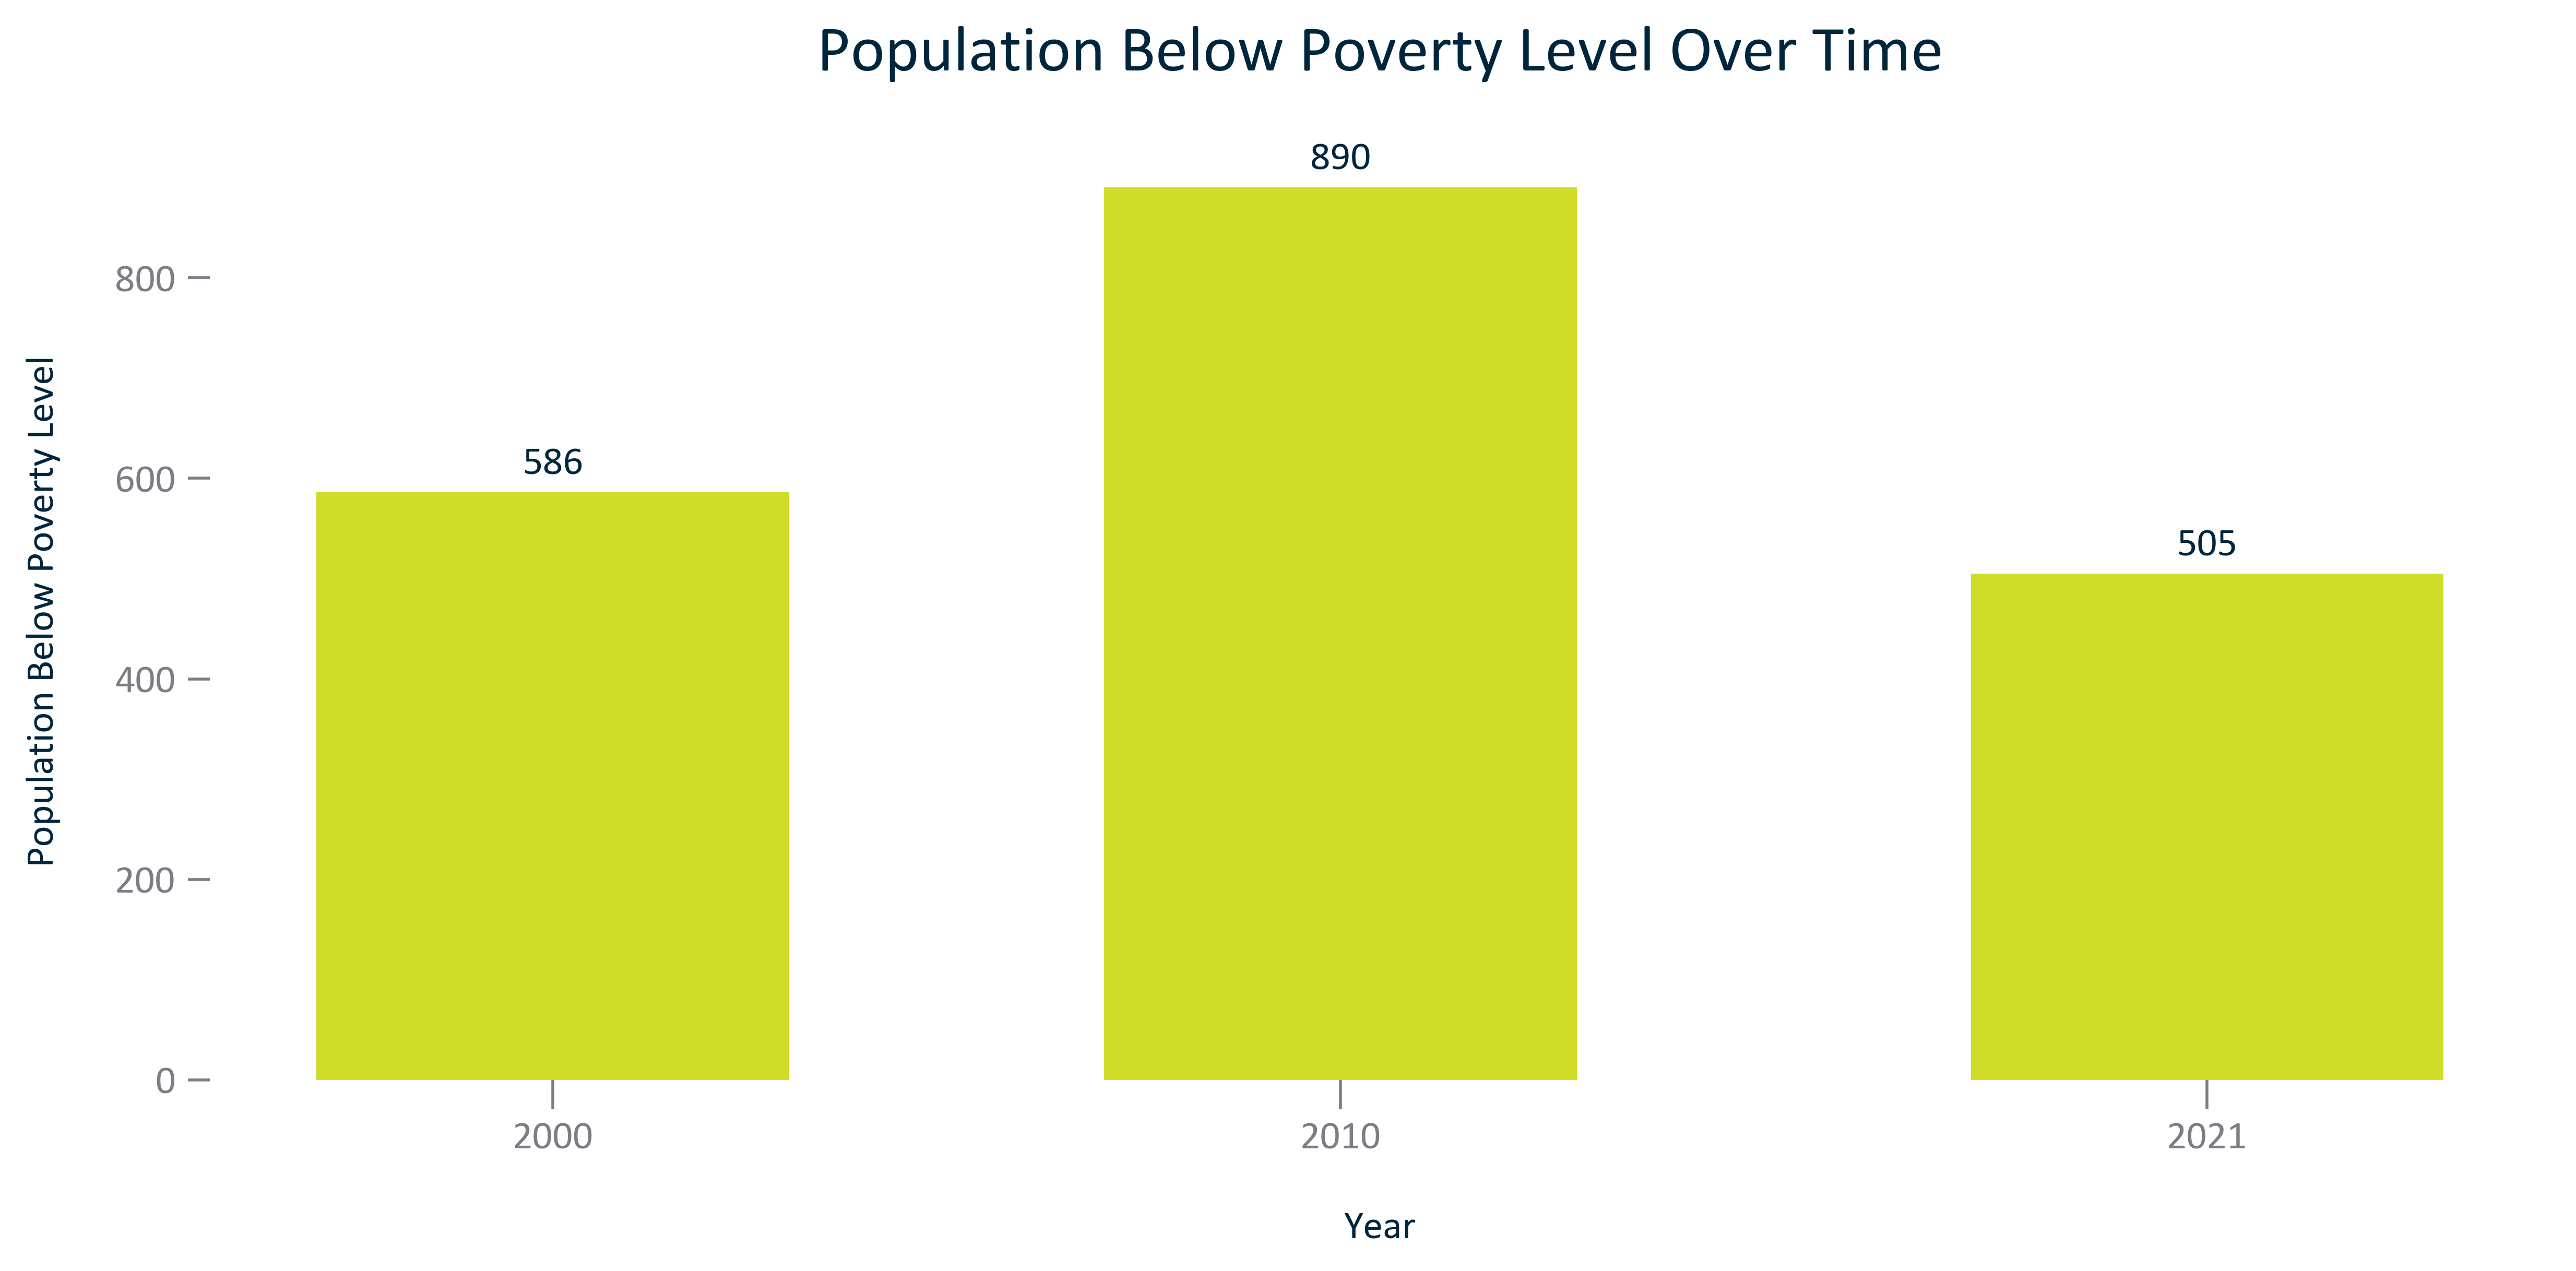 Population Below Poverty Level Over Time
890
800
586
600
505
400
200
0
Population Below Poverty Level
2000 2010 2021
Year